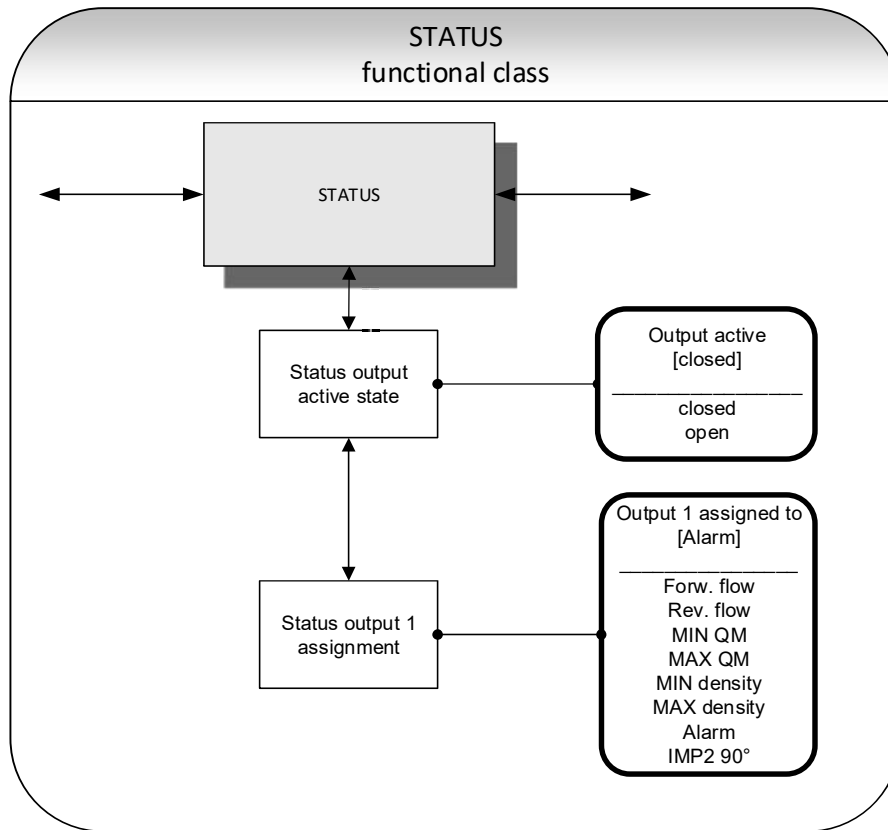 STATUS
functional class
STATUS
Status output
active state
Output active
[closed]
closed
open
Status output 1
assignment
Output 1 assigned to
[Alarm]
Forw. flow
Rev. flow
MIN QM
MAX QM
MIN density
MAX density
Alarm
IMP2 90°